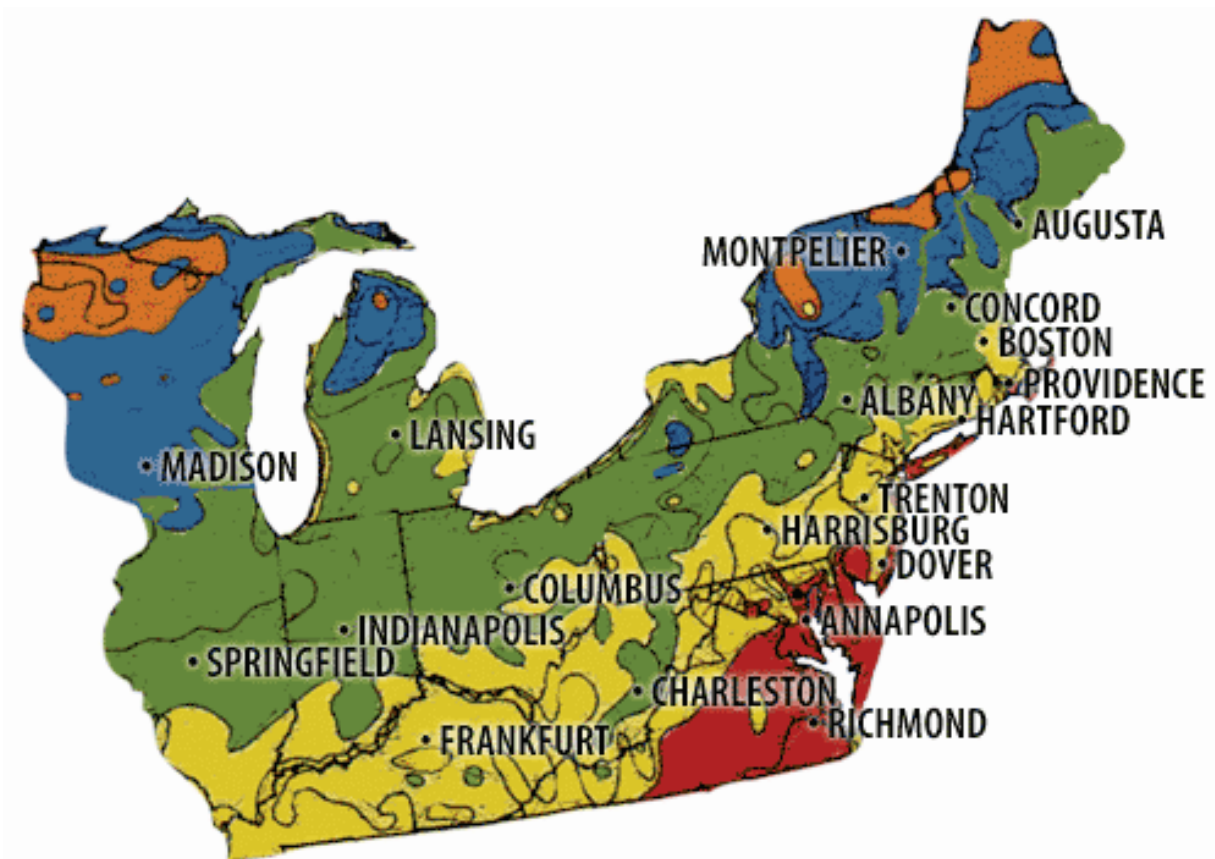 AUGUSTA
MONTPELIER
CONCORD
BOSTON
PROVIDENCE
ALBANY
HARTFORD
LANSING
MADISON
TRENTON
HARRISBURG
DOVER
COLUMBUS
ANNAPOLIS
INDIANAPOLIS
SPRINGFIELD
CHARLESTON
RICHMOND
FRANKFURT